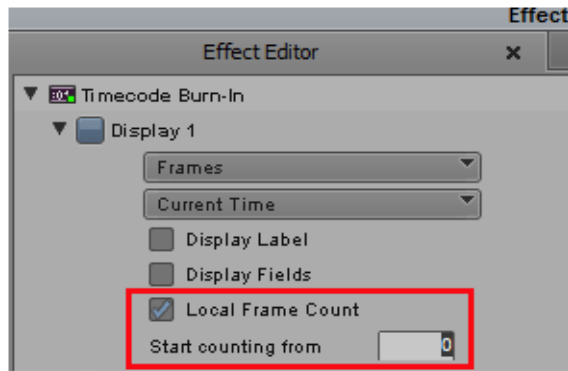 Effect
Effect Editor
Timecode Burn-In
Display 1
Frames
Current Time
Display Label
Display Fields
Local Frame Count
Start counting from 0